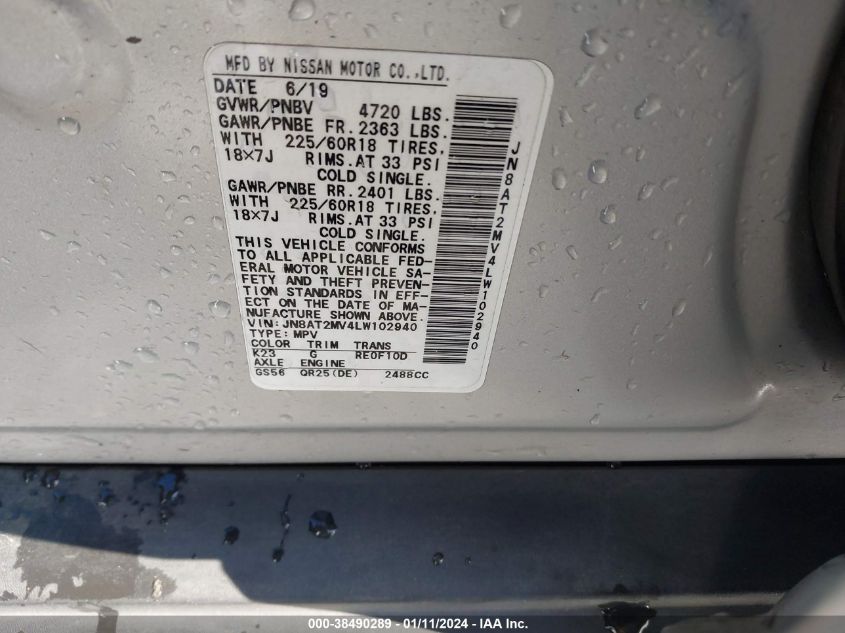 MFD BY NISSAN MOTOR CO.,LTD.
DATE 6/19
GVWR/PNBV 4720 LBS.
GAWR/PNBE FR. 2363 LBS.
WITH 225/60R18 TIRES.
18×7J RIMS.AT 33 PSI
COLD SINGLE.
GAWR/PNBE RR. 2401 LBS.
WITH 225/60R18 TIRES.
18×7J RIMS.AT 33 PSI
COLD SINGLE.
THIS VEHICLE CONFORMS
TO ALL APPLICABLE FED-
ERAL MOTOR VEHICLE SA-
FETY AND THEFT PREVEN-
TION STANDARDS IN EFF-
ECT ON THE DATE OF MA-
NUFACTURE SHOWN ABOVE.
VIN: JN8AT2MV4LW102940
TYPE: MPV
COLOR TRIM TRANS
K23 G RE0F10D
AXLE ENGINE
GS56 QR25(DE) 2488CC
JN8AT2MV4LW102940
000-38490289 - 01/11/2024 - IAA Inc.